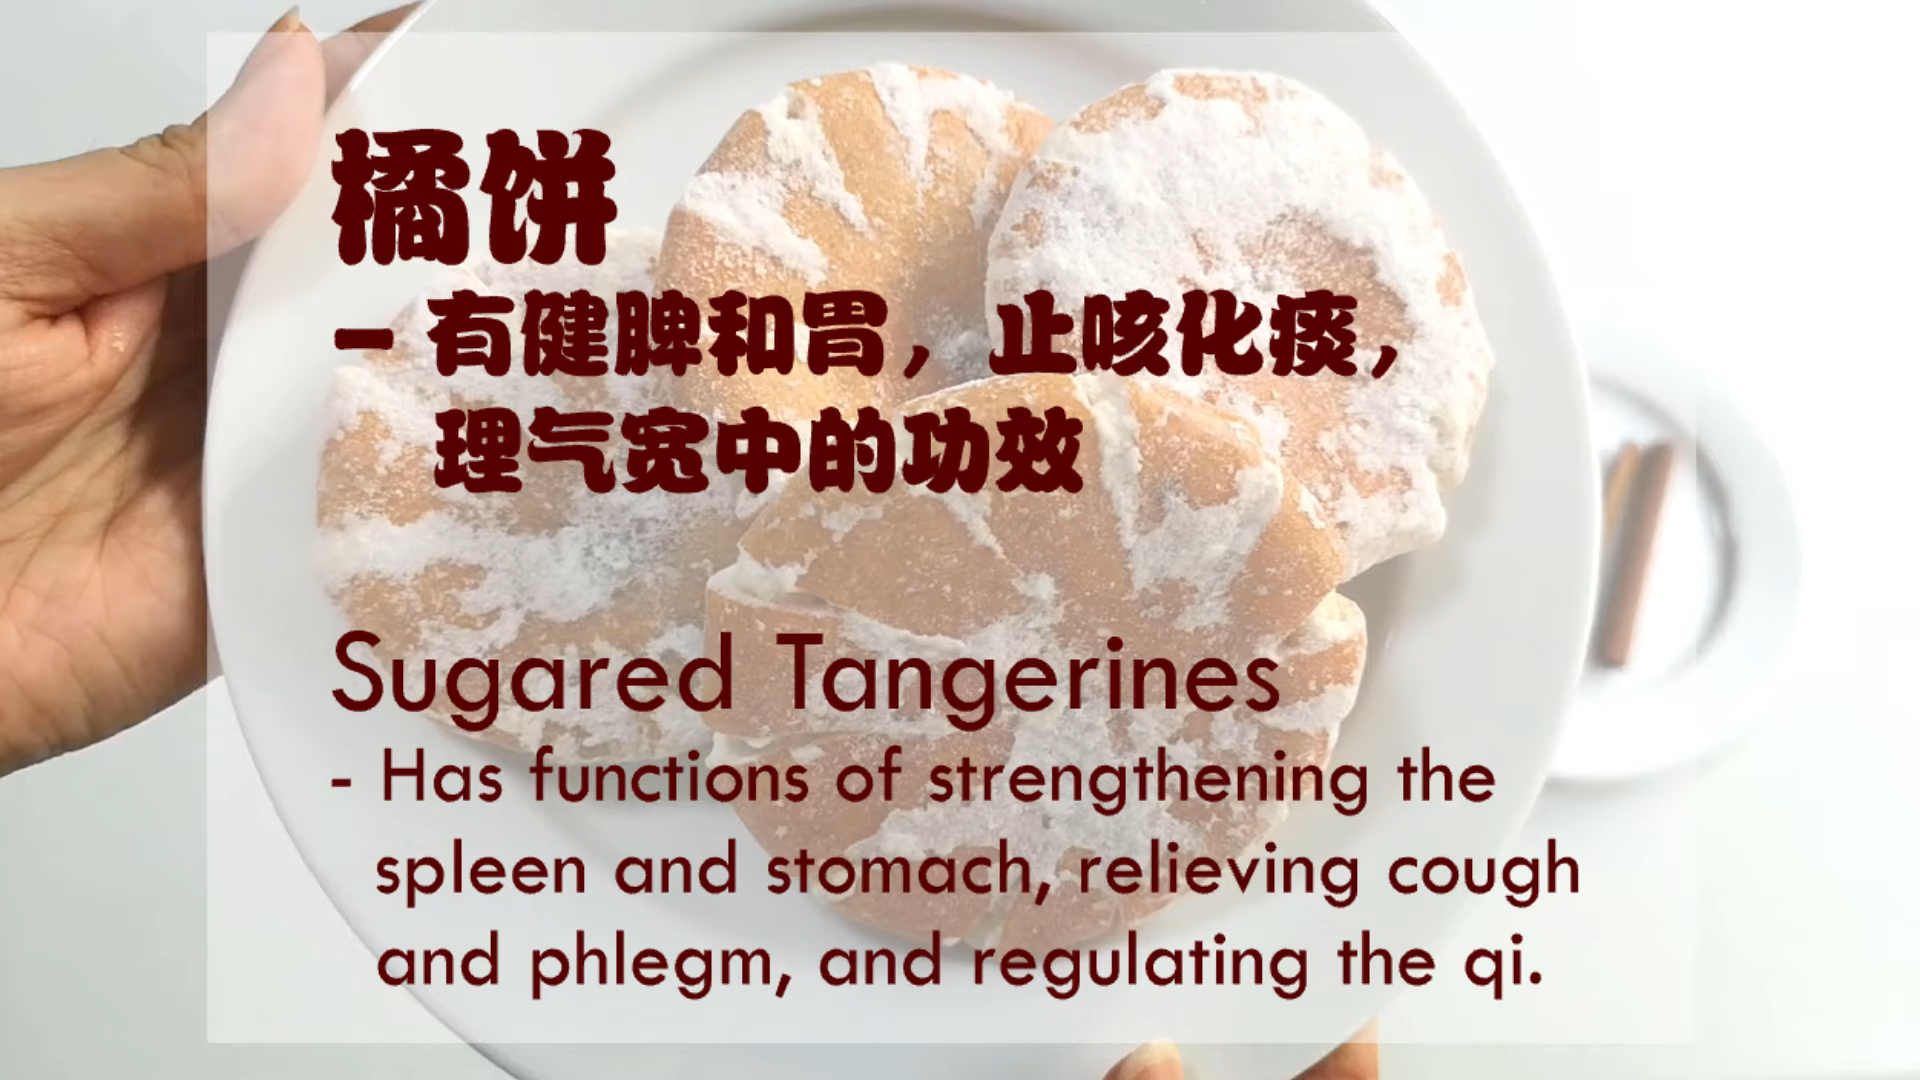 橘饼
- 有健脾和胃，止咳化痰，
理气宽中的功效
Sugared Tangerines
- Has functions of strengthening the
spleen and stomach, relieving cough
and phlegm, and regulating the qi.